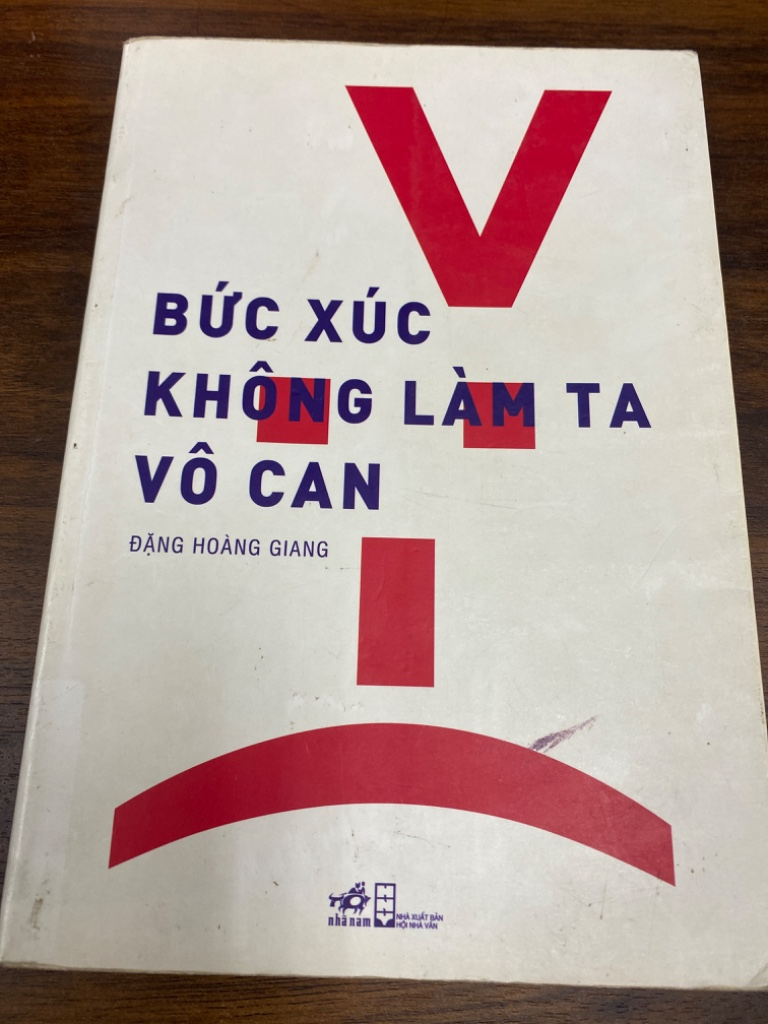 BỨC XÚC
KHÔNG LÀM TA
VÔ CAN
ĐẶNG HOÀNG GIANG
nhã nam
NHÀ XUẤT BẢN
HỘI NHÀ VĂN